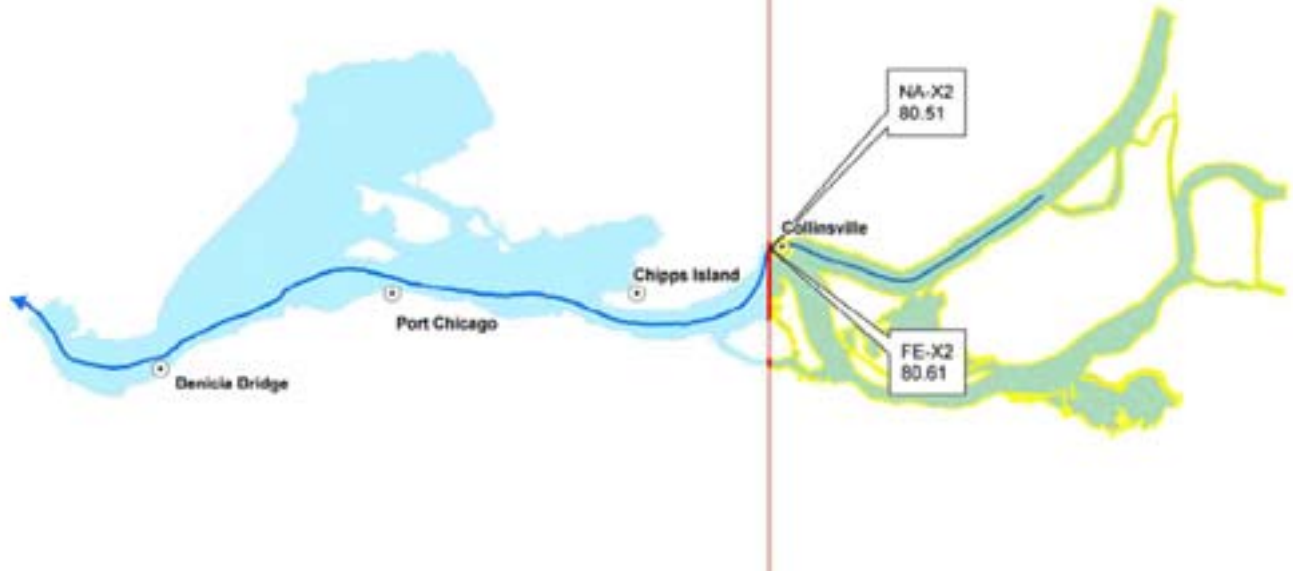 NA-X2
80.51
Collinsville
Chipps Island
Port Chicago
Benicia Bridge
FE-X2
80.61